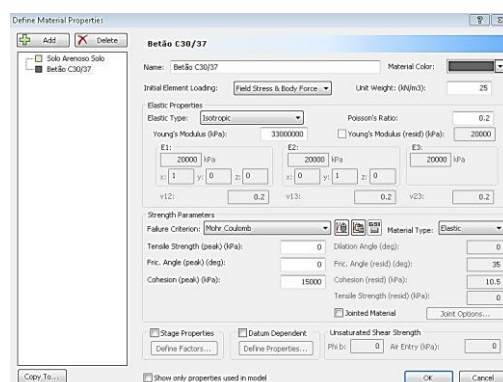 Define Material Properties
Add Delete
Solo Arenoso Solo
Betão C30/37
Betão C30/37
Name: Betão C30/37 Material Color:
Initial Element Loading: Field Stress & Body Force Unit Weight: (kN/m3): 25
Elastic Properties
Elastic Type: Isotropic Poisson's Ratio: 0.2
Young's Modulus (kPa): 33000000 Young's Modulus (resid) (kPa): 20000
E1: E2: E3:
20000 kPa 20000 kPa 20000 kPa
x: 1 y: 0 z: 0 x: 0 y: 1 z: 0
v12: 0.2 v13: 0.2 v23: 0.2
Strength Parameters
Failure Criterion: Mohr Coulomb GSI Material Type: Elastic
Tensile Strength (peak) (kPa): 0 Dilation Angle (deg): 0
Fric. Angle (peak) (deg): 0 Fric. Angle (resid) (deg): 35
Cohesion (peak) (kPa): 15000 Cohesion (resid) (kPa): 10.5
Tensile Strength (resid) (kPa): 0
Jointed Material Joint Options...
Stage Properties Datum Dependent Unsaturated Shear Strength
Define Factors... Define Properties... Phi b: 0 Air Entry (kPa): 0
Copy To... Show only properties used in model OK Cancel